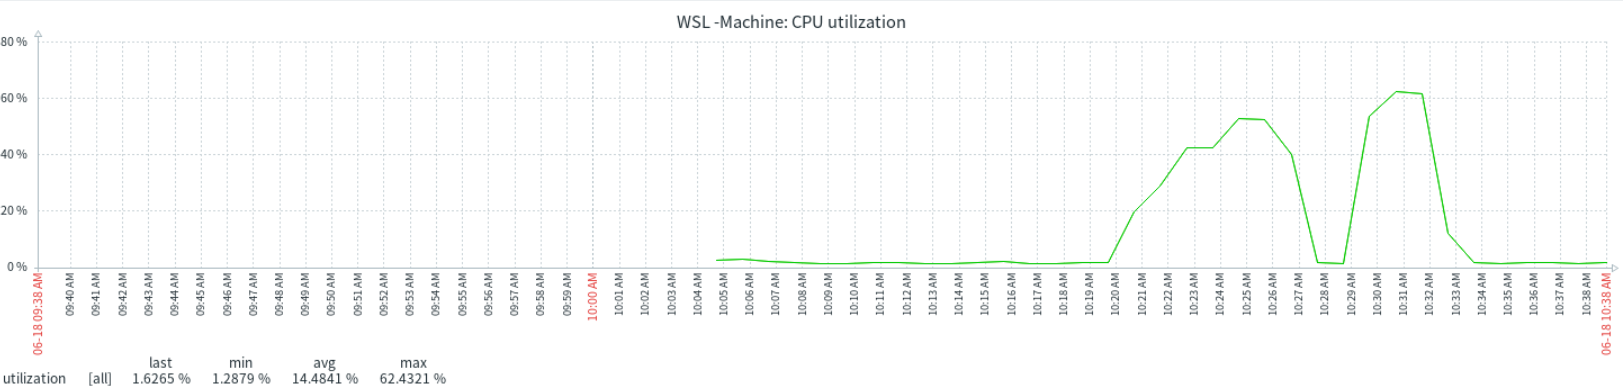 WSL -Machine: CPU utilization
80 %
60 %
40 %
20 %
0 %
06-18 09:38 AM
09:40 AM
09:41 AM
09:42 AM
09:43 AM
09:44 AM
09:45 AM
09:46 AM
09:47 AM
09:48 AM
09:49 AM
09:50 AM
09:51 AM
09:52 AM
09:53 AM
09:54 AM
09:55 AM
09:56 AM
09:57 AM
09:58 AM
09:59 AM
10:00 AM
10:01 AM
10:02 AM
10:03 AM
10:04 AM
10:05 AM
10:06 AM
10:07 AM
10:08 AM
10:09 AM
10:10 AM
10:11 AM
10:12 AM
10:13 AM
10:14 AM
10:15 AM
10:16 AM
10:17 AM
10:18 AM
10:19 AM
10:20 AM
10:21 AM
10:22 AM
10:23 AM
10:24 AM
10:25 AM
10:26 AM
10:27 AM
10:28 AM
10:29 AM
10:30 AM
10:31 AM
10:32 AM
10:33 AM
10:34 AM
10:35 AM
10:36 AM
10:37 AM
10:38 AM
06-18 10:38 AM
last min avg max
utilization [all] 1.6265 % 1.2879 % 14.4841 % 62.4321 %